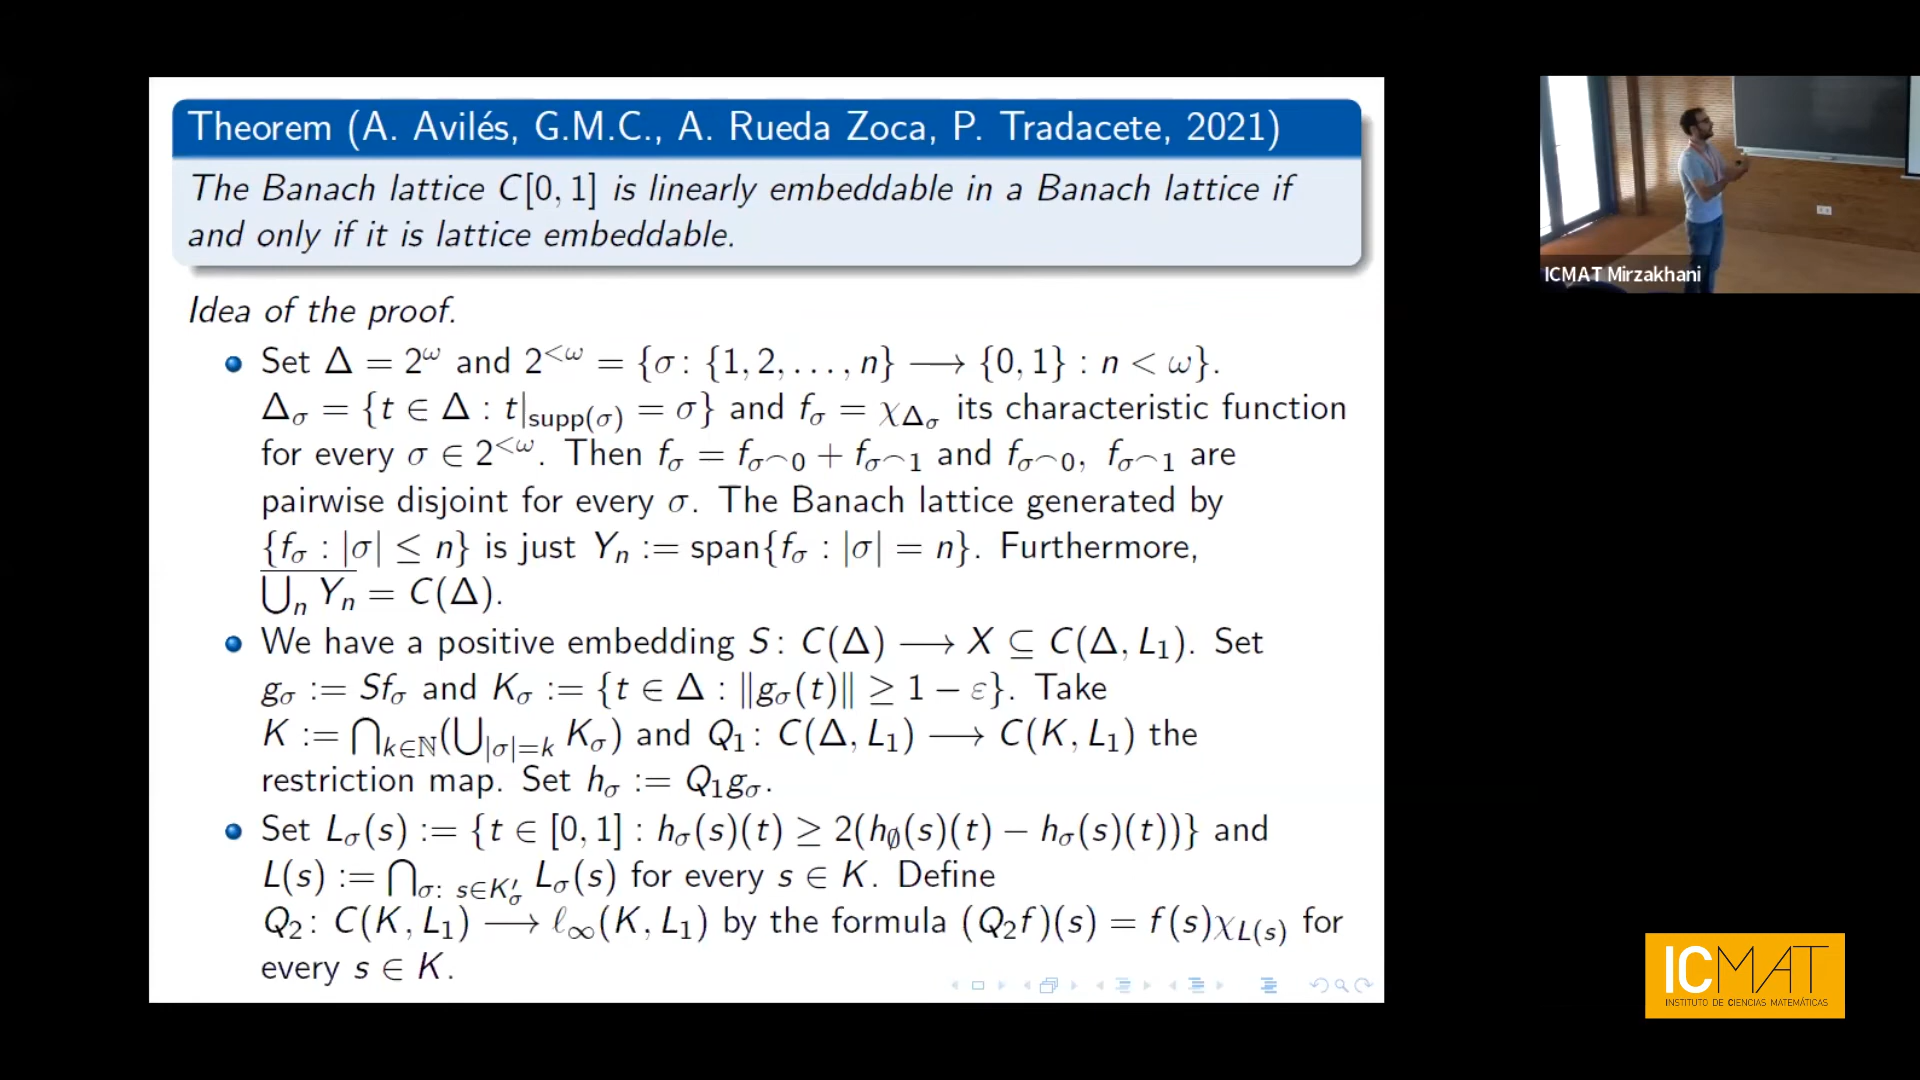 Theorem (A. Avilés, G.M.C., A. Rueda Zoca, P. Tradacete, 2021)
The Banach lattice C[0, 1] is linearly embeddable in a Banach lattice if
and only if it is lattice embeddable.
Idea of the proof.
Set Δ = 2^ω and 2^{<ω} = {σ: {1, 2, . . . , n} ⟶ {0, 1} : n < ω}.
Δ_σ = {t ∈ Δ : t|_{supp(σ)} = σ} and f_σ = χ_{Δ_σ} its characteristic function
for every σ ∈ 2^{<ω}. Then f_σ = f_{σ⌢0} + f_{σ⌢1} and f_{σ⌢0}, f_{σ⌢1} are
pairwise disjoint for every σ. The Banach lattice generated by
{f_σ : |σ| ≤ n} is just Y_n := span{f_σ : |σ| = n}. Furthermore,
\overline{⋃_n Y_n} = C(Δ).
We have a positive embedding S: C(Δ) ⟶ X ⊆ C(Δ, L_1). Set
g_σ := Sf_σ and K_σ := {t ∈ Δ : ‖g_σ(t)‖ ≥ 1 − ε}. Take
K := ⋂_{k∈ℕ}(⋃_{|σ|=k} K_σ) and Q_1: C(Δ, L_1) ⟶ C(K, L_1) the
restriction map. Set h_σ := Q_1g_σ.
Set L_σ(s) := {t ∈ [0, 1] : h_σ(s)(t) ≥ 2(h_∅(s)(t) − h_σ(s)(t))} and
L(s) := ⋂_{σ: s∈K'_σ} L_σ(s) for every s ∈ K. Define
Q_2: C(K, L_1) ⟶ ℓ_∞(K, L_1) by the formula (Q_2f)(s) = f(s)χ_{L(s)} for
every s ∈ K.
ICMAT Mirzakhani
ICMAT
INSTITUTO DE CIENCIAS MATEMÁTICAS